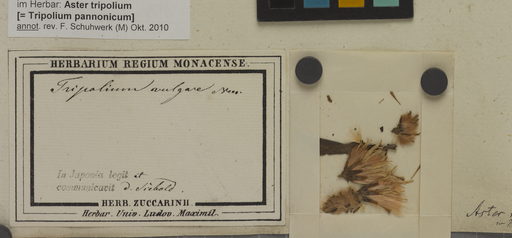 im Herbar: Aster tripolium
[= Tripolium pannonicum]
annot. rev. F. Schuhwerk (M) Okt. 2010
HERBARIUM REGIUM MONACENSE.
Tripolium vulgare Nees.
In Japonia legit et
communicavit d. Siebold.
HERB. ZUCCARINII
Herbar. Univ. Ludov. Maximil.
Aster